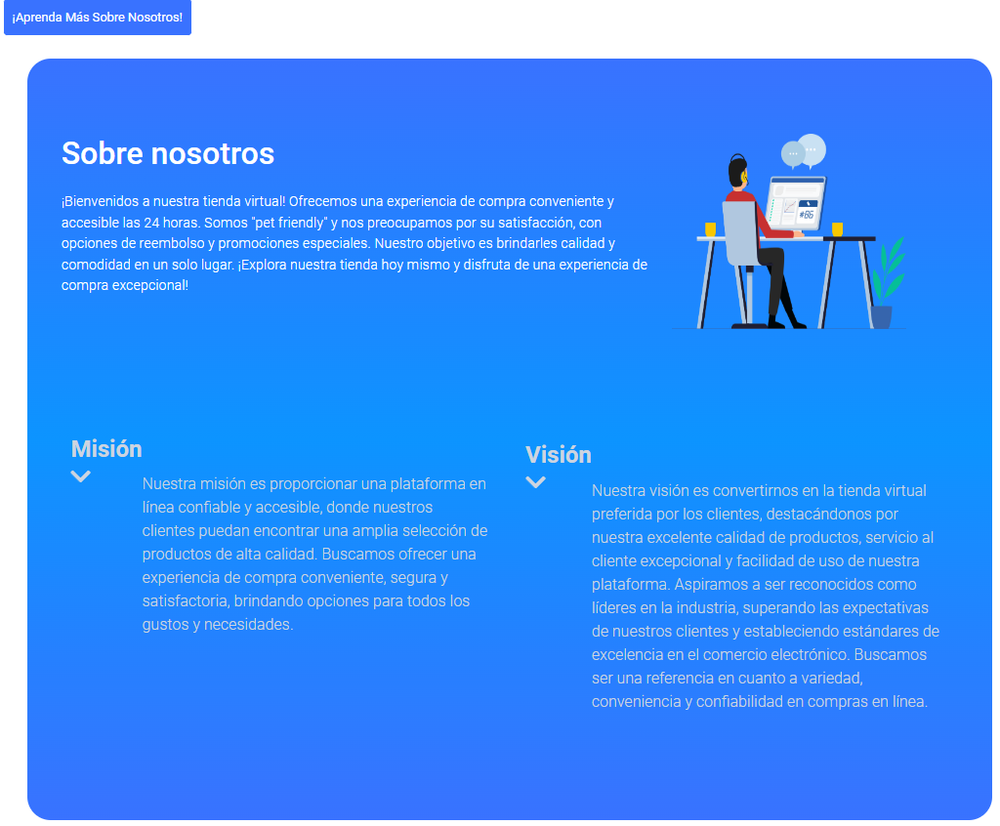 ¡Aprenda Más Sobre Nosotros!
Sobre nosotros
¡Bienvenidos a nuestra tienda virtual! Ofrecemos una experiencia de compra conveniente y
accesible las 24 horas. Somos "pet friendly" y nos preocupamos por su satisfacción, con
opciones de reembolso y promociones especiales. Nuestro objetivo es brindarles calidad y
comodidad en un solo lugar. ¡Explora nuestra tienda hoy mismo y disfruta de una experiencia de
compra excepcional!
Misión
Nuestra misión es proporcionar una plataforma en
línea confiable y accesible, donde nuestros
clientes puedan encontrar una amplia selección de
productos de alta calidad. Buscamos ofrecer una
experiencia de compra conveniente, segura y
satisfactoria, brindando opciones para todos los
gustos y necesidades.
Visión
Nuestra visión es convertirnos en la tienda virtual
preferida por los clientes, destacándonos por
nuestra excelente calidad de productos, servicio al
cliente excepcional y facilidad de uso de nuestra
plataforma. Aspiramos a ser reconocidos como
líderes en la industria, superando las expectativas
de nuestros clientes y estableciendo estándares de
excelencia en el comercio electrónico. Buscamos
ser una referencia en cuanto a variedad,
conveniencia y confiabilidad en compras en línea.